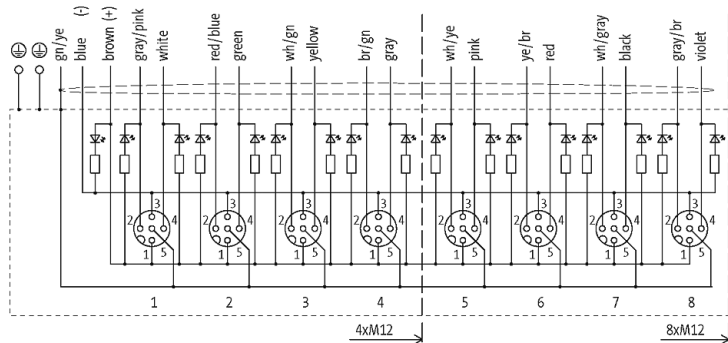 gn/ye
blue (-)
brown (+)
gray/pink
white
red/blue
green
wh/gn
yellow
br/gn
gray
wh/ye
pink
ye/br
red
wh/gray
black
gray/br
violet
3 3 3 3 3 3 3 3
2 4 2 4 2 4 2 4 2 4 2 4 2 4 2 4
1 5 1 5 1 5 1 5 1 5 1 5 1 5 1 5
1 2 3 4 5 6 7 8
4xM12 8xM12